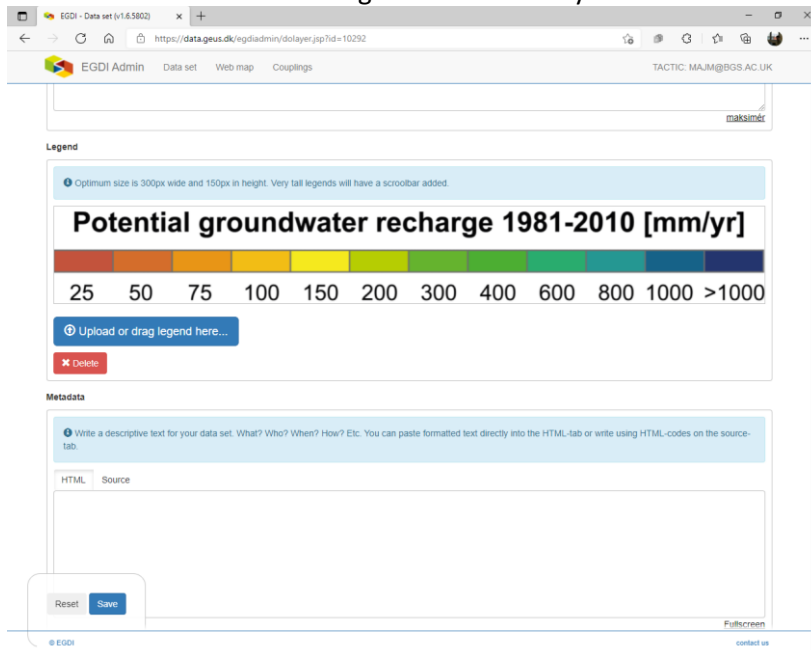 EGDI - Data set (v1.6.5802)
https://data.geus.dk/egdiadmin/dolayer.jsp?id=10292
EGDI Admin Data set Web map Couplings TACTIC: MAJM@BGS.AC.UK
maksimér
Legend
Optimum size is 300px wide and 150px in height. Very tall legends will have a scroolbar added.
Potential groundwater recharge 1981-2010 [mm/yr]
25 50 75 100 150 200 300 400 600 800 1000 >1000
Upload or drag legend here...
Delete
Metadata
Write a descriptive text for your data set. What? Who? When? How? Etc. You can paste formatted text directly into the HTML-tab or write using HTML-codes on the source-
tab.
HTML Source
Reset Save
Fullscreen
© EGDI contact us